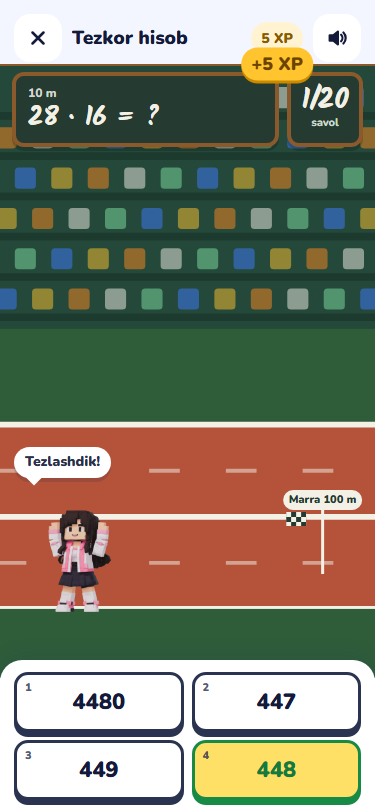 Tezkor hisob
5 XP
+5 XP
10 m
28 · 16 = ?
1/20
savol
Tezlashdik!
Marra 100 m
1
4480
2
447
3
449
4
448